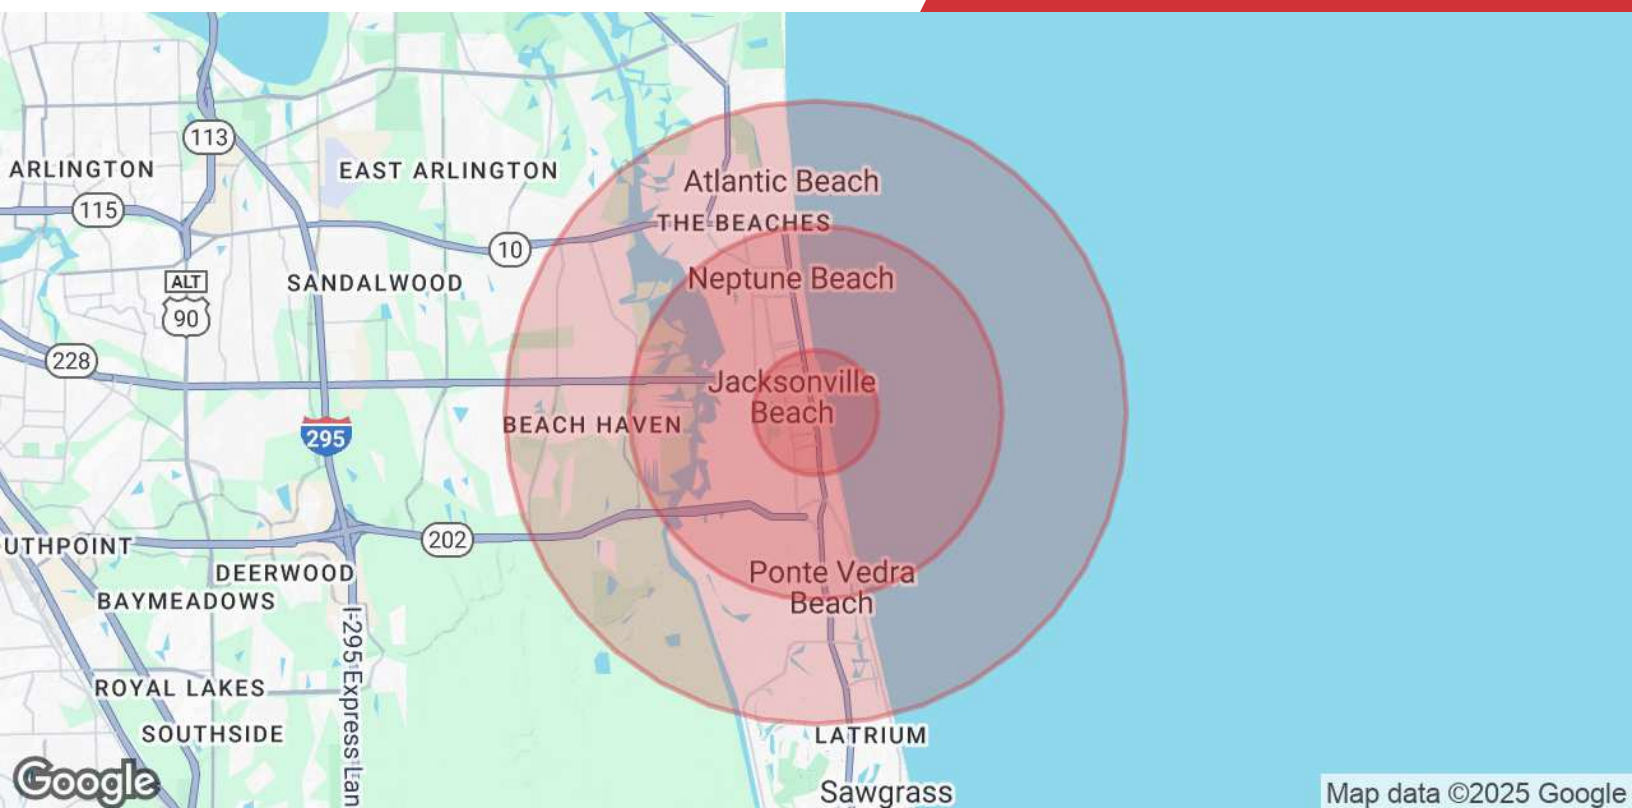 113
ARLINGTON
EAST ARLINGTON
Atlantic Beach
115
THE BEACHES
10
ALT
90
SANDALWOOD
Neptune Beach
228
Jacksonville
Beach
BEACH HAVEN
295
202
UTHPOINT
DEERWOOD
Ponte Vedra
Beach
BAYMEADOWS
I-295 Express Lan
ROYAL LAKES
SOUTHSIDE
LATRIUM
Google
Sawgrass
Map data ©2025 Google